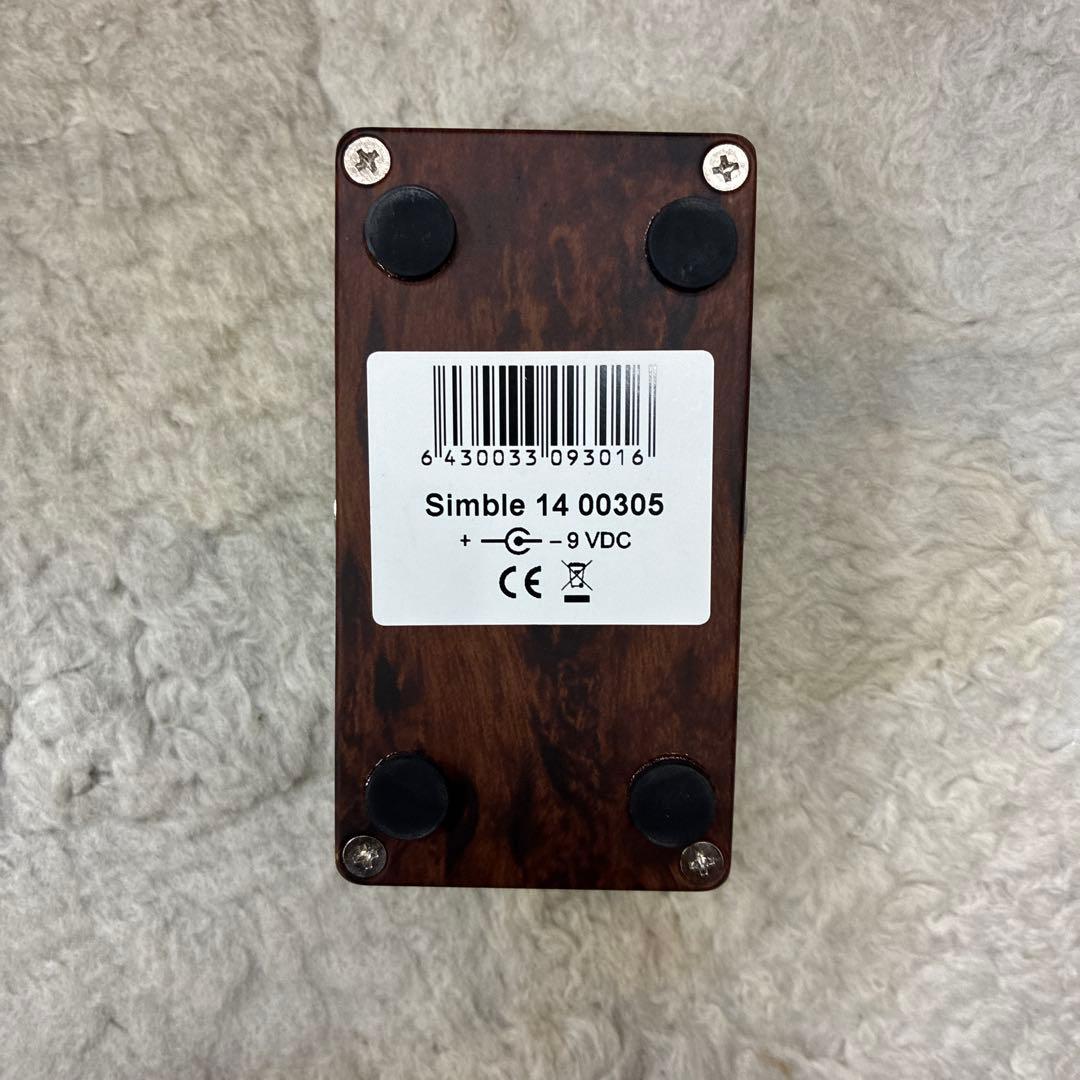 6 430033 093016
Simble 14 00305
+ – 9 VDC
CE